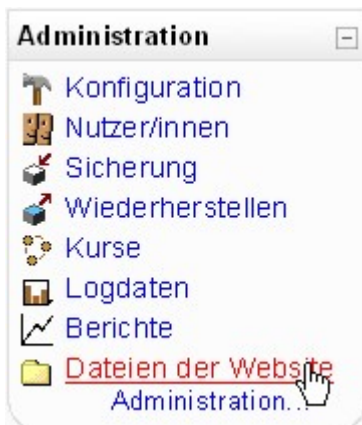 Administration
Konfiguration
Nutzer/innen
Sicherung
Wiederherstellen
Kurse
Logdaten
Berichte
Dateien der Website
Administration...